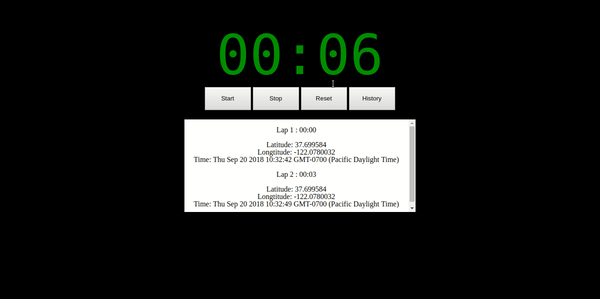 00:06
Start Stop Reset History
Lap 1 : 00:00
Latitude: 37.699584
Longtitude: -122.0780032
Time: Thu Sep 20 2018 10:32:42 GMT-0700 (Pacific Daylight Time)
Lap 2 : 00:03
Latitude: 37.699584
Longtitude: -122.0780032
Time: Thu Sep 20 2018 10:32:49 GMT-0700 (Pacific Daylight Time)